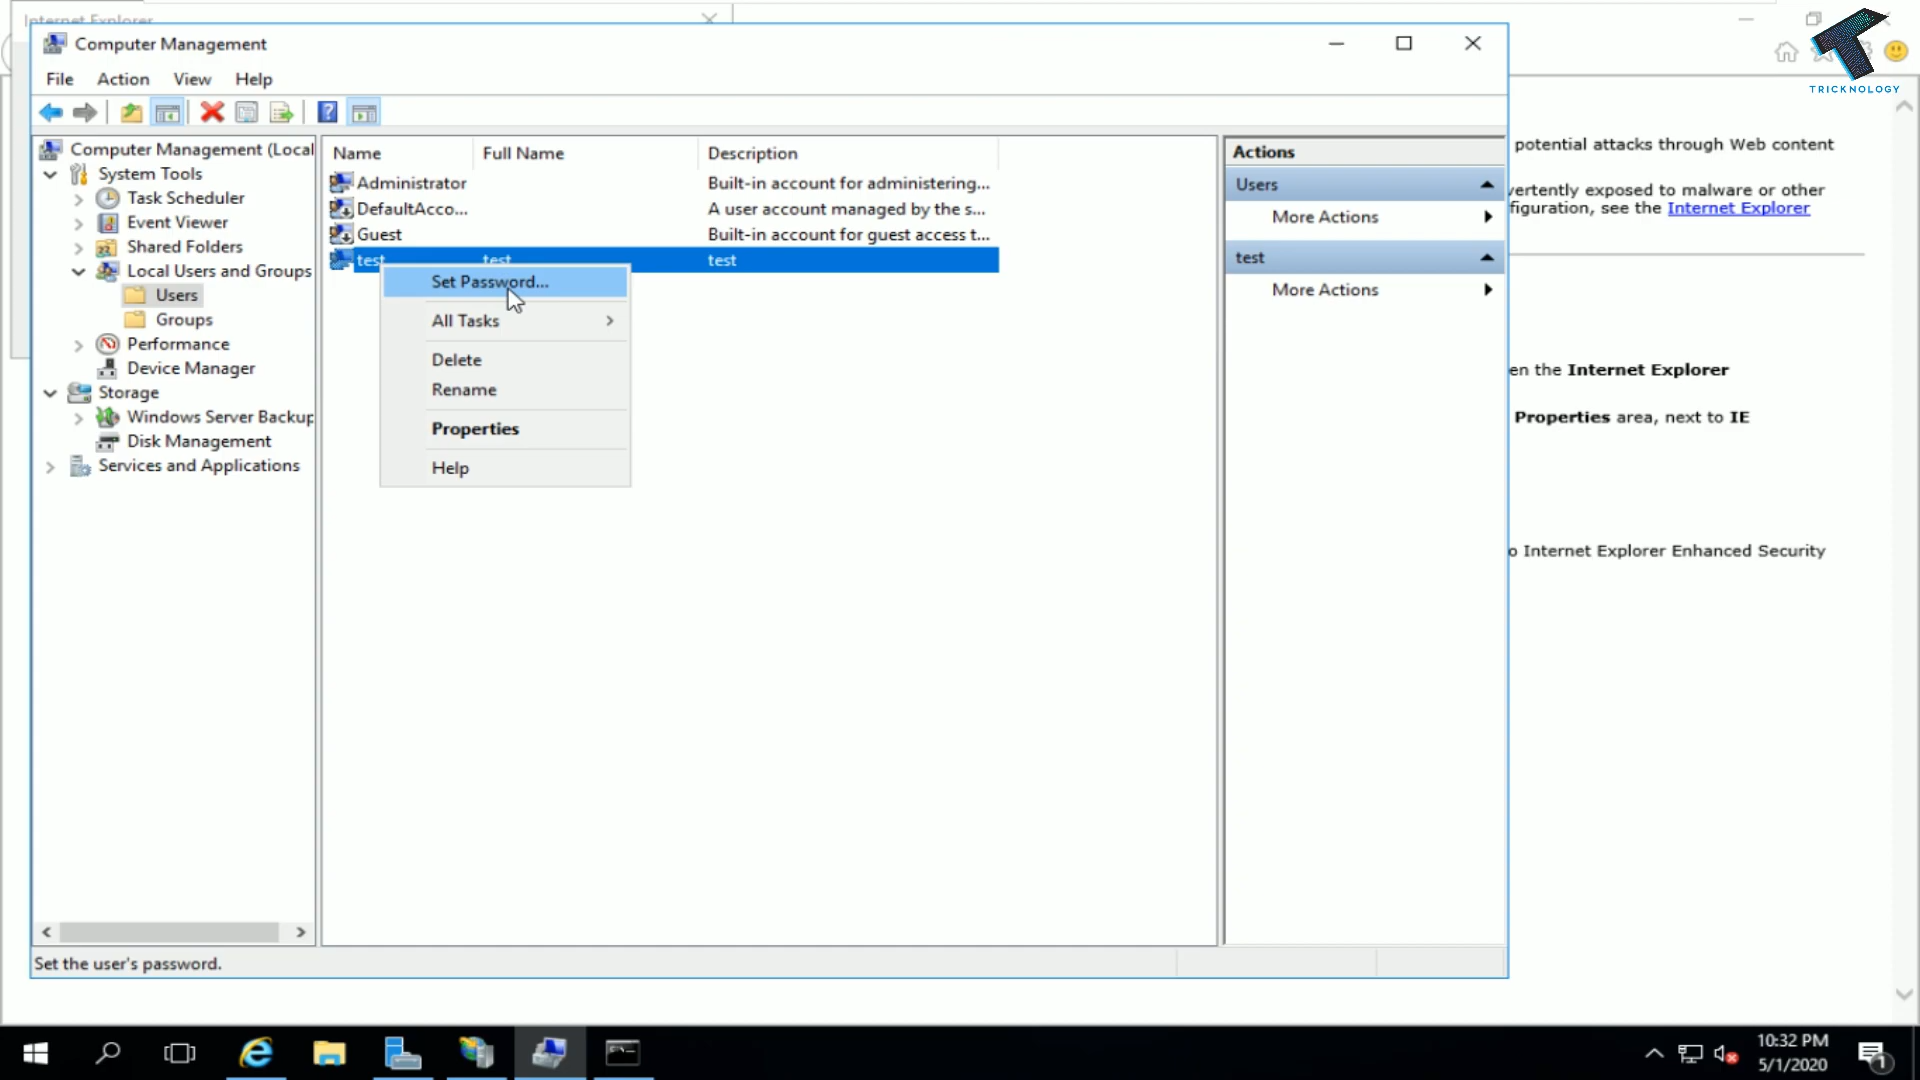 Internet Explorer
Computer Management
File Action View Help
TRICKNOLOGY
Computer Management (Local
System Tools
Task Scheduler
Event Viewer
Shared Folders
Local Users and Groups
Users
Groups
Performance
Device Manager
Storage
Windows Server Backup
Disk Management
Services and Applications
Name Full Name Description
Administrator Built-in account for administering...
DefaultAcco... A user account managed by the s...
Guest Built-in account for guest access t...
test test test
Set Password...
All Tasks
Delete
Rename
Properties
Help
Actions
Users
More Actions
test
More Actions
potential attacks through Web content
vertently exposed to malware or other
figuration, see the Internet Explorer
en the Internet Explorer
Properties area, next to IE
o Internet Explorer Enhanced Security
Set the user's password.
10:32 PM
5/1/2020
1